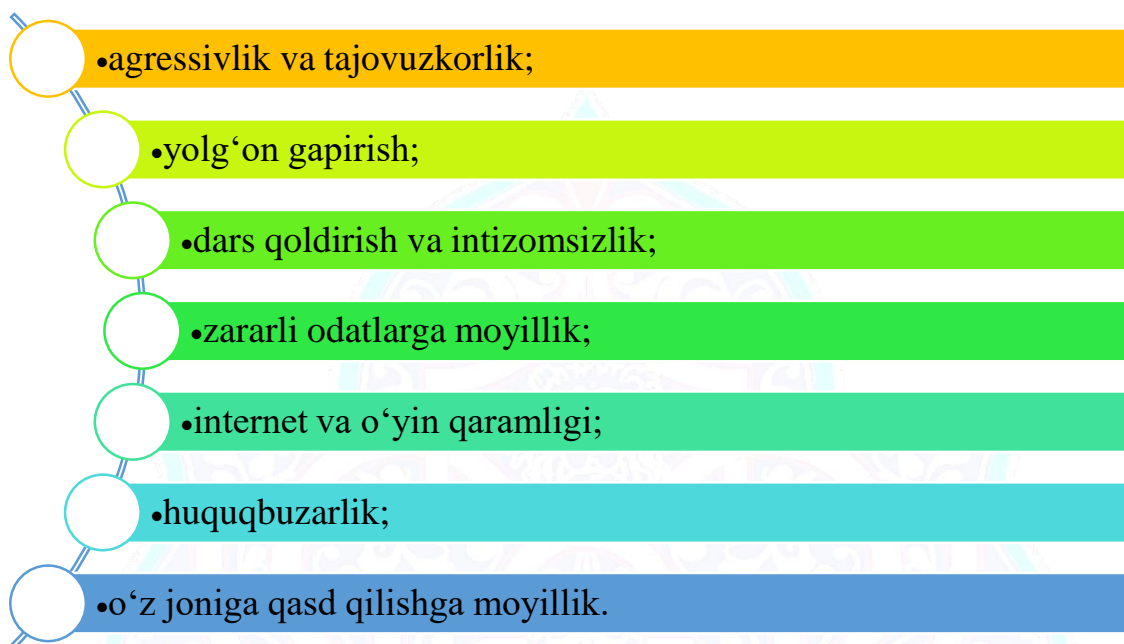 •agressivlik va tajovuzkorlik;
•yolg‘on gapirish;
•dars qoldirish va intizomsizlik;
•zararli odatlarga moyillik;
•internet va o‘yin qaramligi;
•huquqbuzarlik;
•o‘z joniga qasd qilishga moyillik.